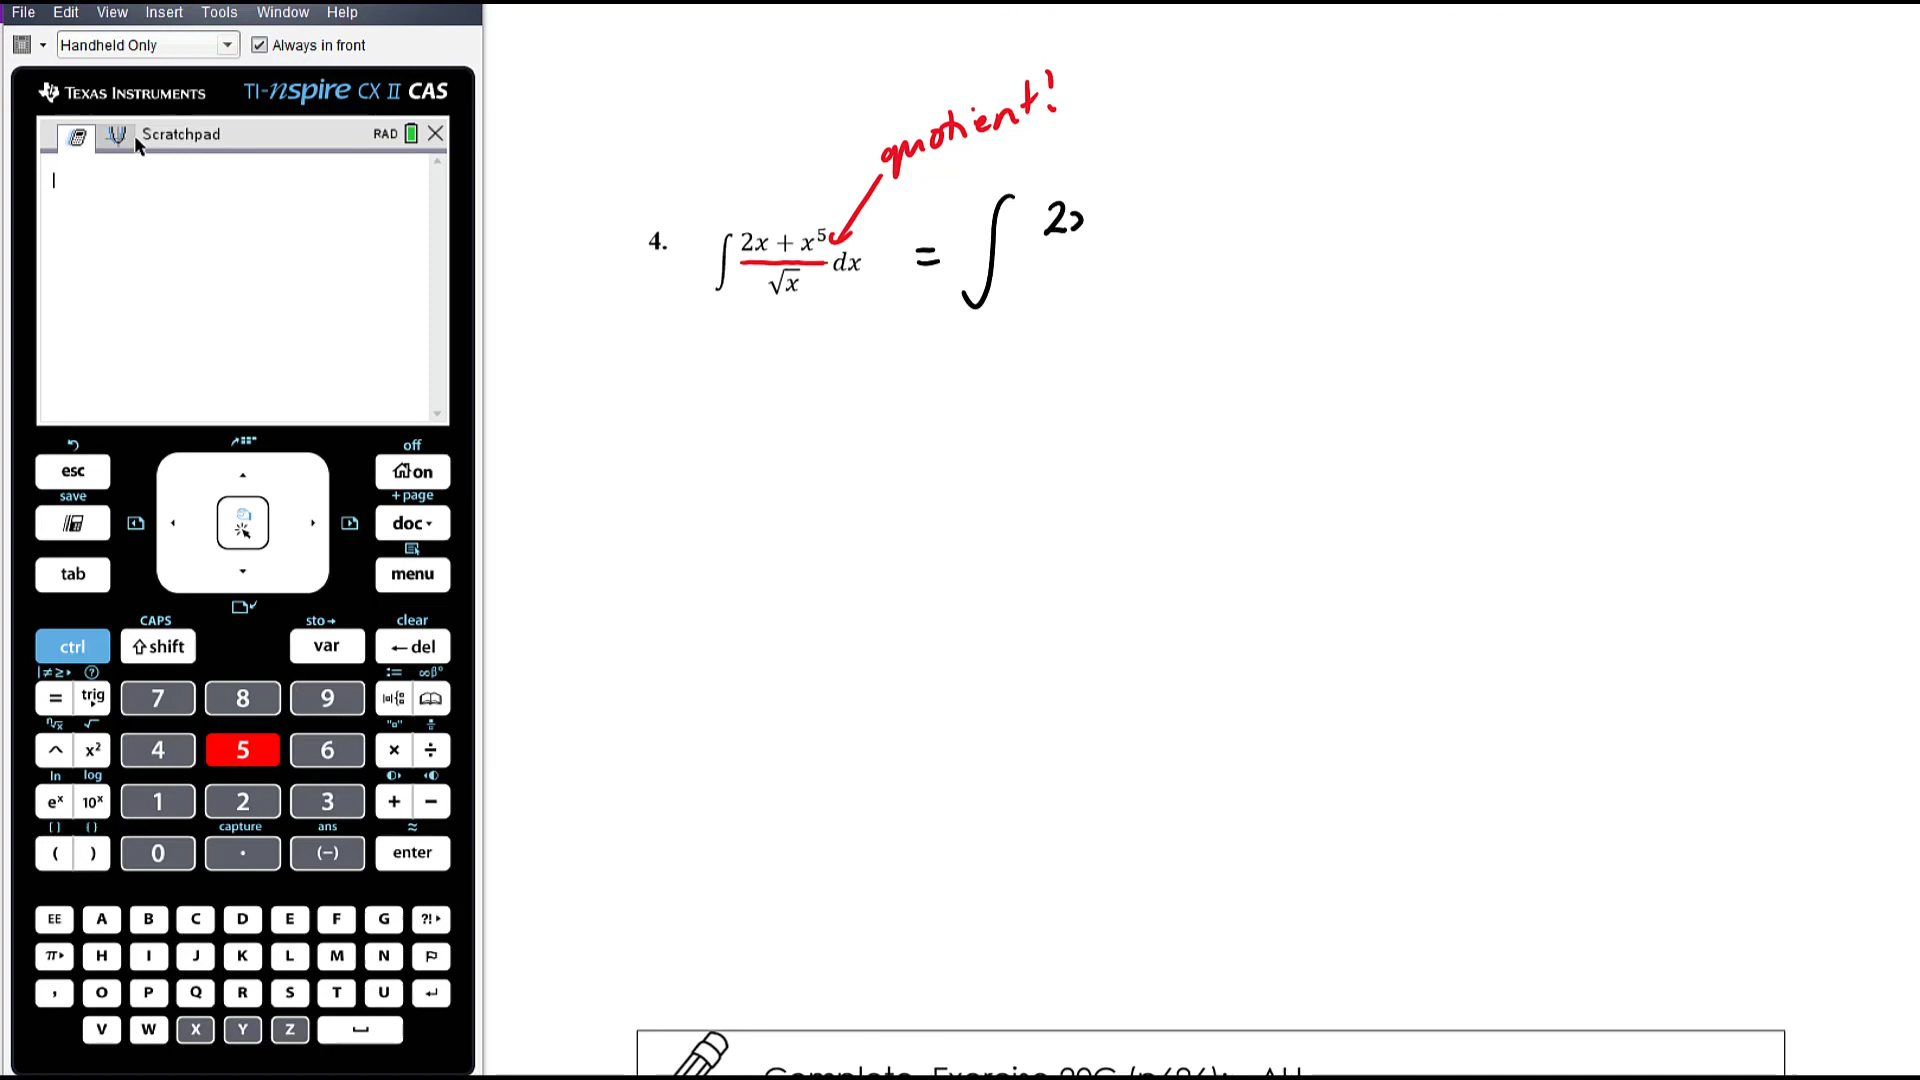 File Edit View Insert Tools Window Help
Handheld Only Always in front
TEXAS INSTRUMENTS TI-nspire CX II CAS
Scratchpad RAD
off
esc on
save +page
doc
tab menu
CAPS sto→ clear
ctrl ⇧shift var ←del
|≠≥▸ ? := ∞β°
= trig 7 8 9 |□|{
ⁿ√x √ "□" ÷
^ x² 4 5 6 × ÷
ln log
eˣ 10ˣ 1 2 3 + −
[ ] { } capture ans ≈
( ) 0 . (−) enter
EE A B C D E F G ?!▸
π▸ H I J K L M N
, O P Q R S T U ↵
V W X Y Z
quotient!
4. ∫ (2x + x⁵)/√x dx = ∫ 2
Complete Exercise